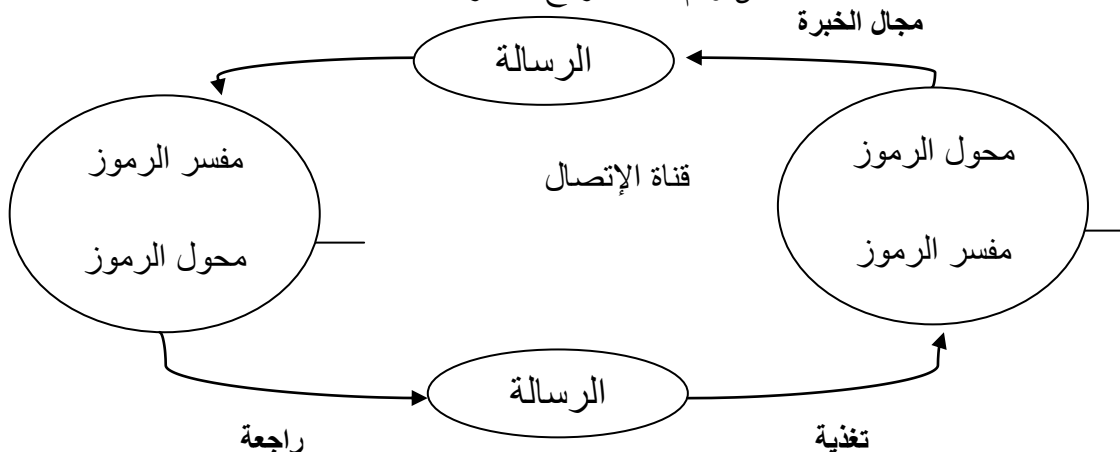 مجال الخبرة
الرسالة
محول الرموز
مفسر الرموز
قناة الإتصال
مفسر الرموز
محول الرموز
الرسالة
تغذية
راجعة